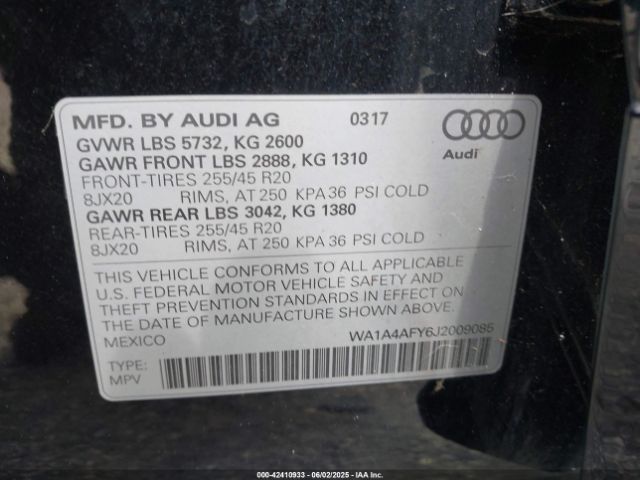 MFD. BY AUDI AG 0317
GVWR LBS 5732, KG 2600
GAWR FRONT LBS 2888, KG 1310
FRONT-TIRES 255/45 R20
8JX20 RIMS, AT 250 KPA 36 PSI COLD
GAWR REAR LBS 3042, KG 1380
REAR-TIRES 255/45 R20
8JX20 RIMS, AT 250 KPA 36 PSI COLD
Audi
THIS VEHICLE CONFORMS TO ALL APPLICABLE
U.S. FEDERAL MOTOR VEHICLE SAFETY AND
THEFT PREVENTION STANDARDS IN EFFECT ON
THE DATE OF MANUFACTURE SHOWN ABOVE.
MEXICO WA1A4AFY6J2009085
TYPE:
MPV
000-42410933 - 06/02/2025 - IAA Inc.